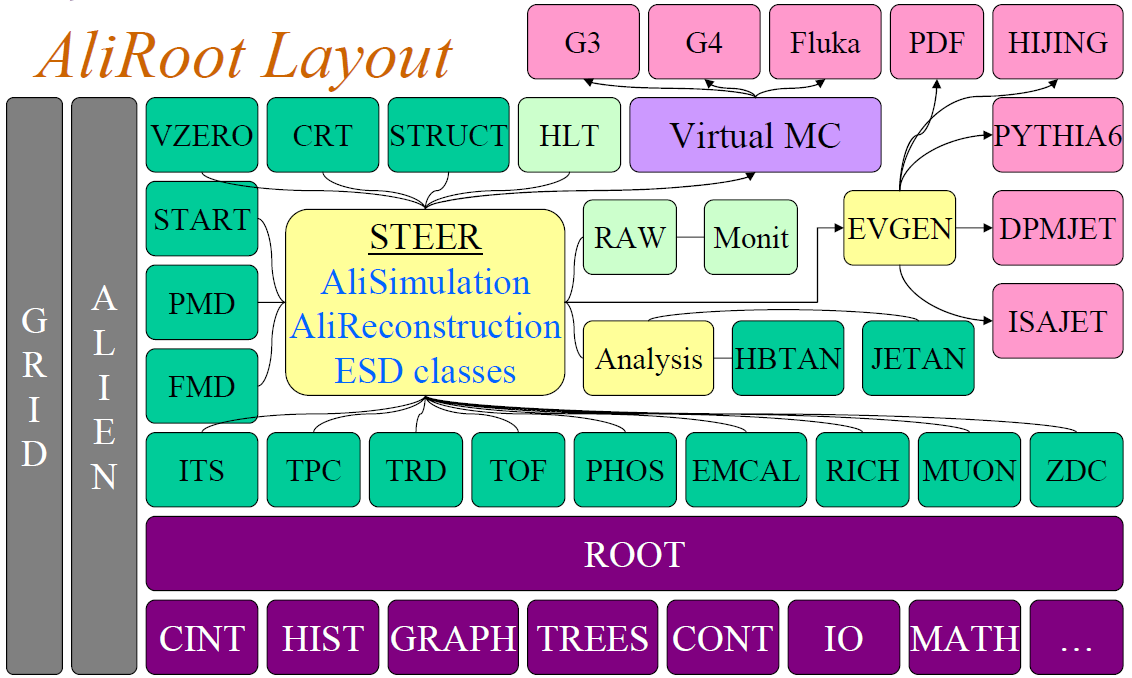 AliRoot Layout
G3
G4
Fluka
PDF
HIJING
GRID
ALIEN
VZERO
CRT
STRUCT
HLT
Virtual MC
PYTHIA6
START
STEER
AliSimulation
AliReconstruction
ESD classes
RAW
Monit
EVGEN
DPMJET
PMD
ISAJET
FMD
Analysis
HBTAN
JETAN
ITS
TPC
TRD
TOF
PHOS
EMCAL
RICH
MUON
ZDC
ROOT
CINT
HIST
GRAPH
TREES
CONT
IO
MATH
...